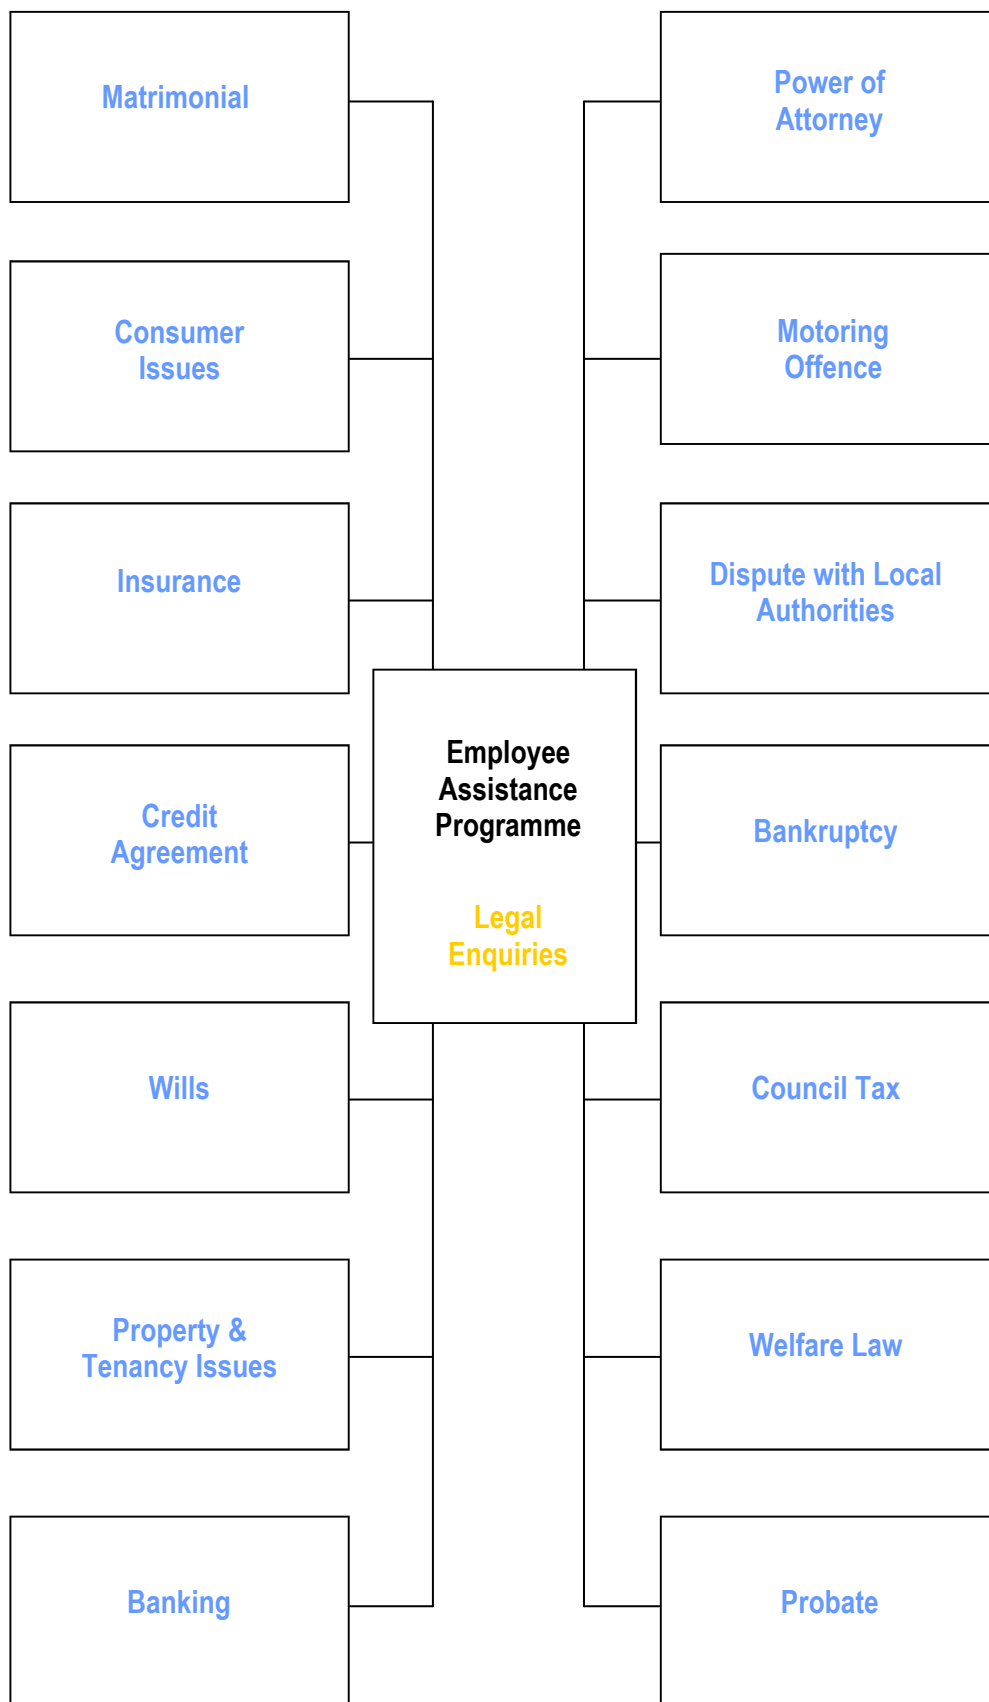 Matrimonial
Power of
Attorney
Consumer
Issues
Motoring
Offence
Insurance
Dispute with Local
Authorities
Employee
Assistance
Programme
Legal
Enquiries
Credit
Agreement
Bankruptcy
Wills
Council Tax
Property &
Tenancy Issues
Welfare Law
Banking
Probate